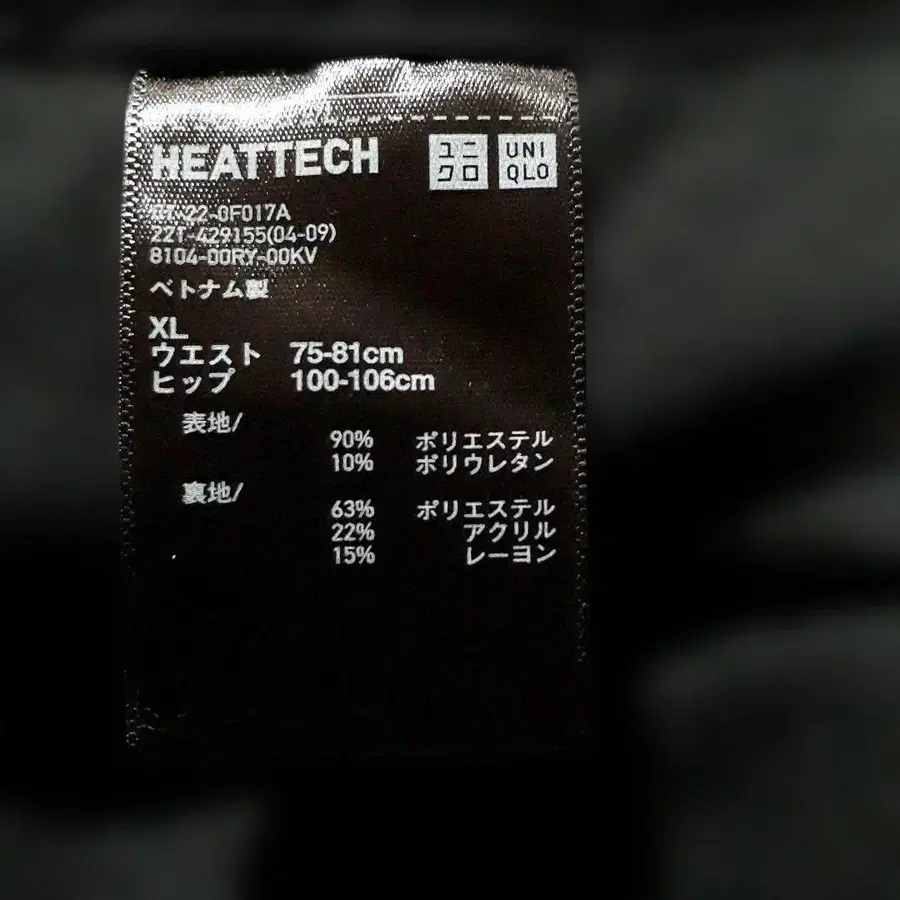 HEATTECH
ユニ
クロ
UNI
QLO
22-0F017A
22T-429155(04-09)
8104-00RY-00KV
ベトナム製
XL
ウエスト 75-81cm
ヒップ 100-106cm
表地/
90% ポリエステル
10% ポリウレタン
裏地/
63% ポリエステル
22% アクリル
15% レーヨン